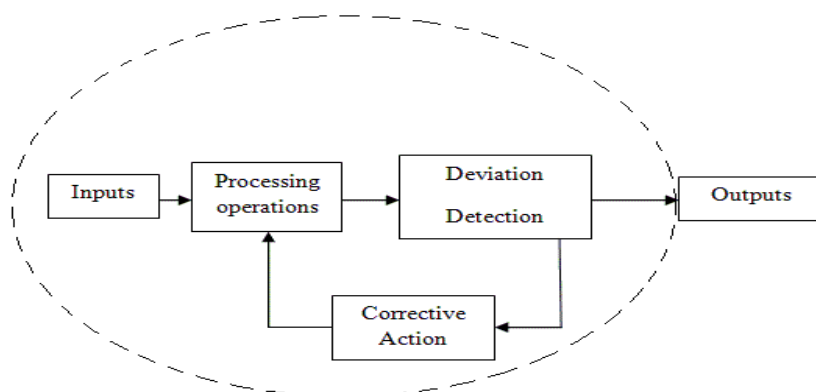 Inputs
Processing
operations
Deviation
Detection
Outputs
Corrective
Action